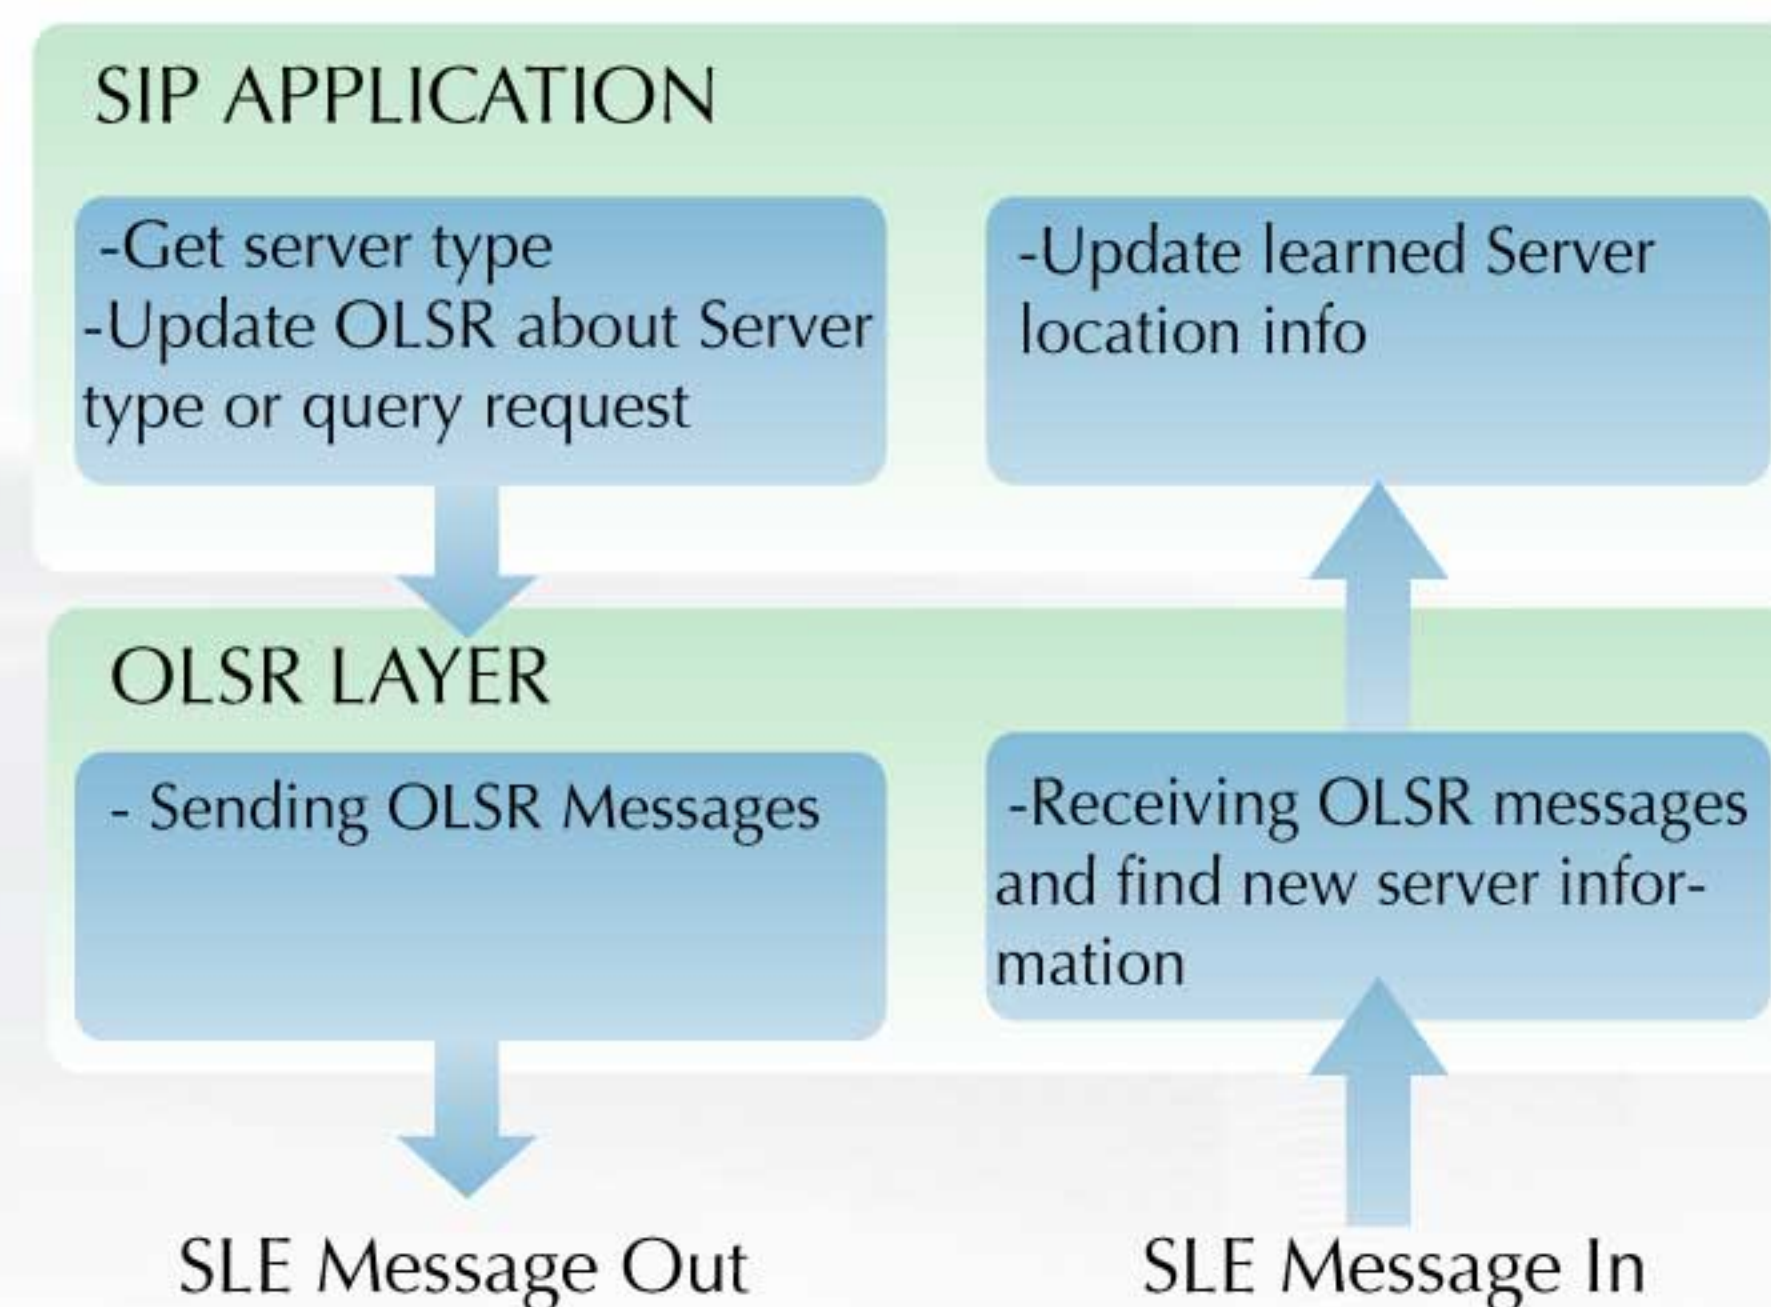 SIP APPLICATION
-Get server type
-Update OLSR about Server
type or query request
-Update learned Server
location info
OLSR LAYER
- Sending OLSR Messages
-Receiving OLSR messages
and find new server infor-
mation
SLE Message Out
SLE Message In